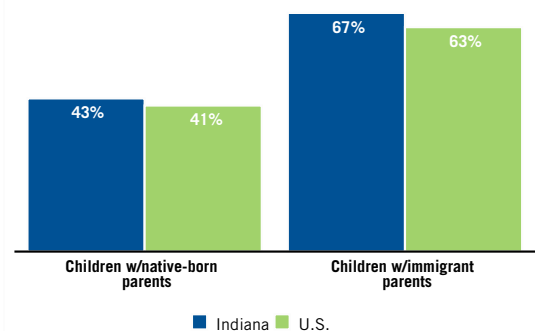 67%
63%
43%
41%
Children w/native-born
parents
Children w/immigrant
parents
Indiana U.S.